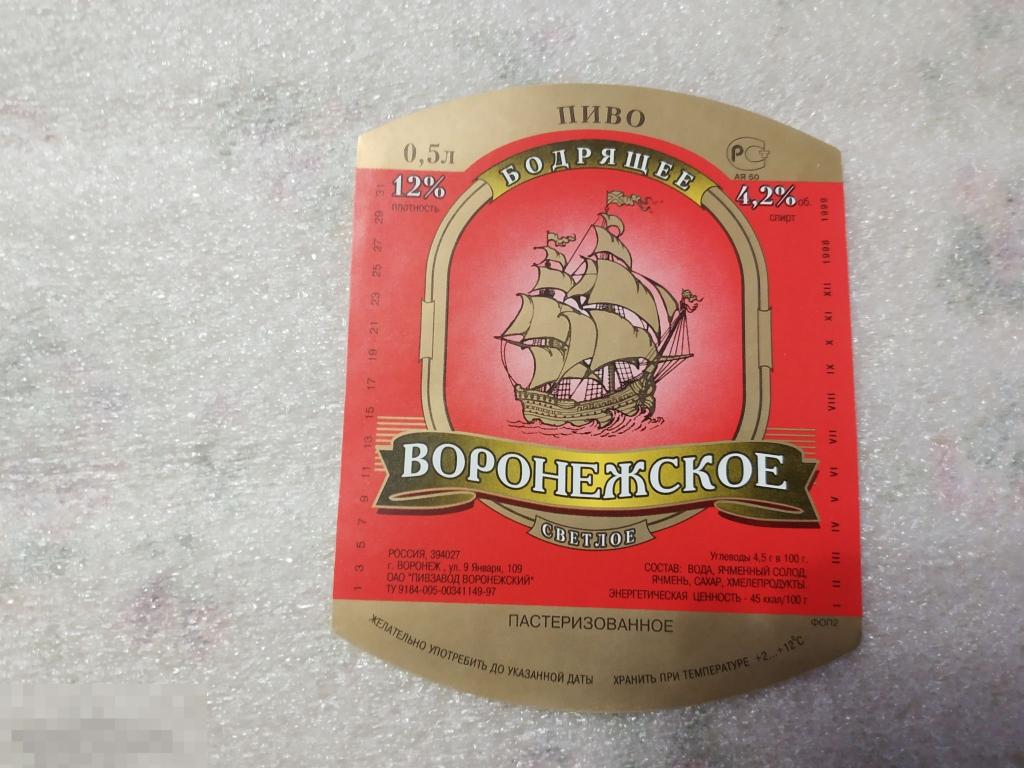 ПИВО
0,5л
БОДРЯЩЕЕ
РС
АЯ 50
12%
плотность
4,2% об.
спирт
1 3 5 7 9 11 13 15 17 19 21 23 25 27 29 31
I II III IV V VI VII VIII IX X XI XII 1998 1999
ВОРОНЕЖСКОЕ
СВЕТЛОЕ
РОССИЯ, 394027
г. ВОРОНЕЖ , ул. 9 Января, 109
ОАО "ПИВЗАВОД ВОРОНЕЖСКИЙ"
ТУ 9184-005-00341149-97
Углеводы 4,5 г в 100 г.
СОСТАВ: ВОДА, ЯЧМЕННЫЙ СОЛОД,
ЯЧМЕНЬ, САХАР, ХМЕЛЕПРОДУКТЫ.
ЭНЕРГЕТИЧЕСКАЯ ЦЕННОСТЬ - 45 ккал/100 г
ПАСТЕРИЗОВАННОЕ
ФОП2
ЖЕЛАТЕЛЬНО УПОТРЕБИТЬ ДО УКАЗАННОЙ ДАТЫ ХРАНИТЬ ПРИ ТЕМПЕРАТУРЕ +2...+12°С